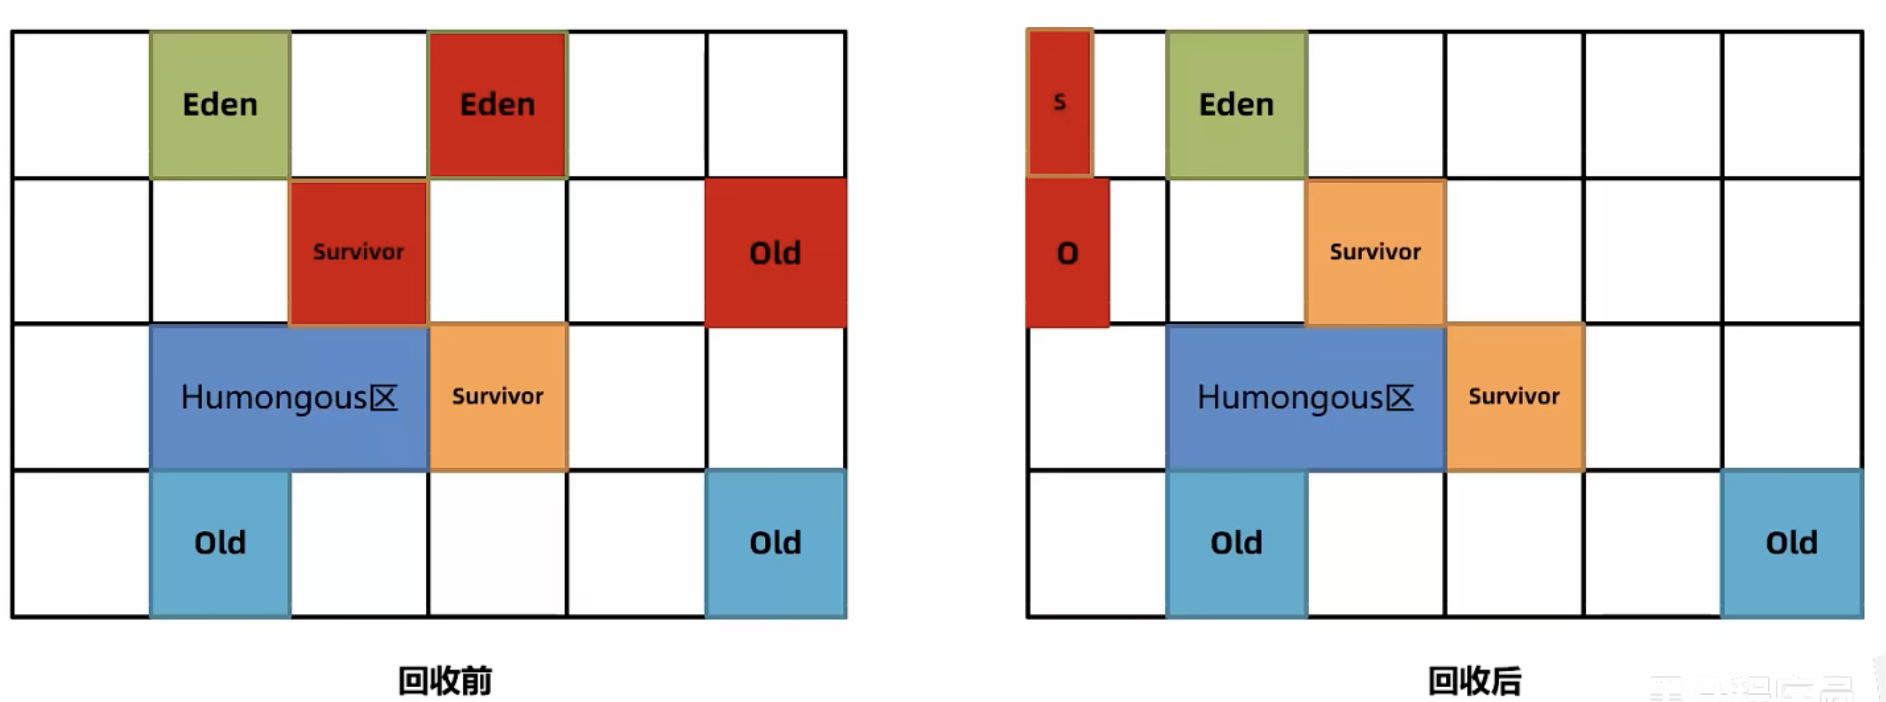 Eden
Eden
Survivor
Old
Humongous区
Survivor
Old
Old
回收前
S
Eden
O
Survivor
Humongous区
Survivor
Old
Old
回收后